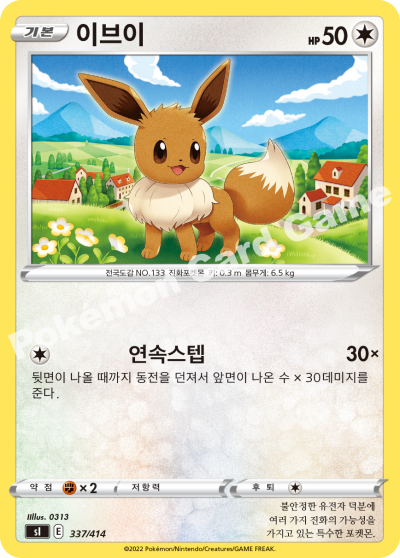 기본 이브이 HP 50
전국도감 NO.133 진화포켓몬 키: 0.3 m 몸무게: 6.5 kg
Pokémon Card Game
연속스텝 30×
뒷면이 나올 때까지 동전을 던져서 앞면이 나온 수 × 30데미지를
준다.
약점 ×2 저항력 후퇴
Illus. 0313
sI E 337/414
불안정한 유전자 덕분에
여러 가지 진화의 가능성을
가지고 있는 특수한 포켓몬.
©2022 Pokémon/Nintendo/Creatures/GAME FREAK.